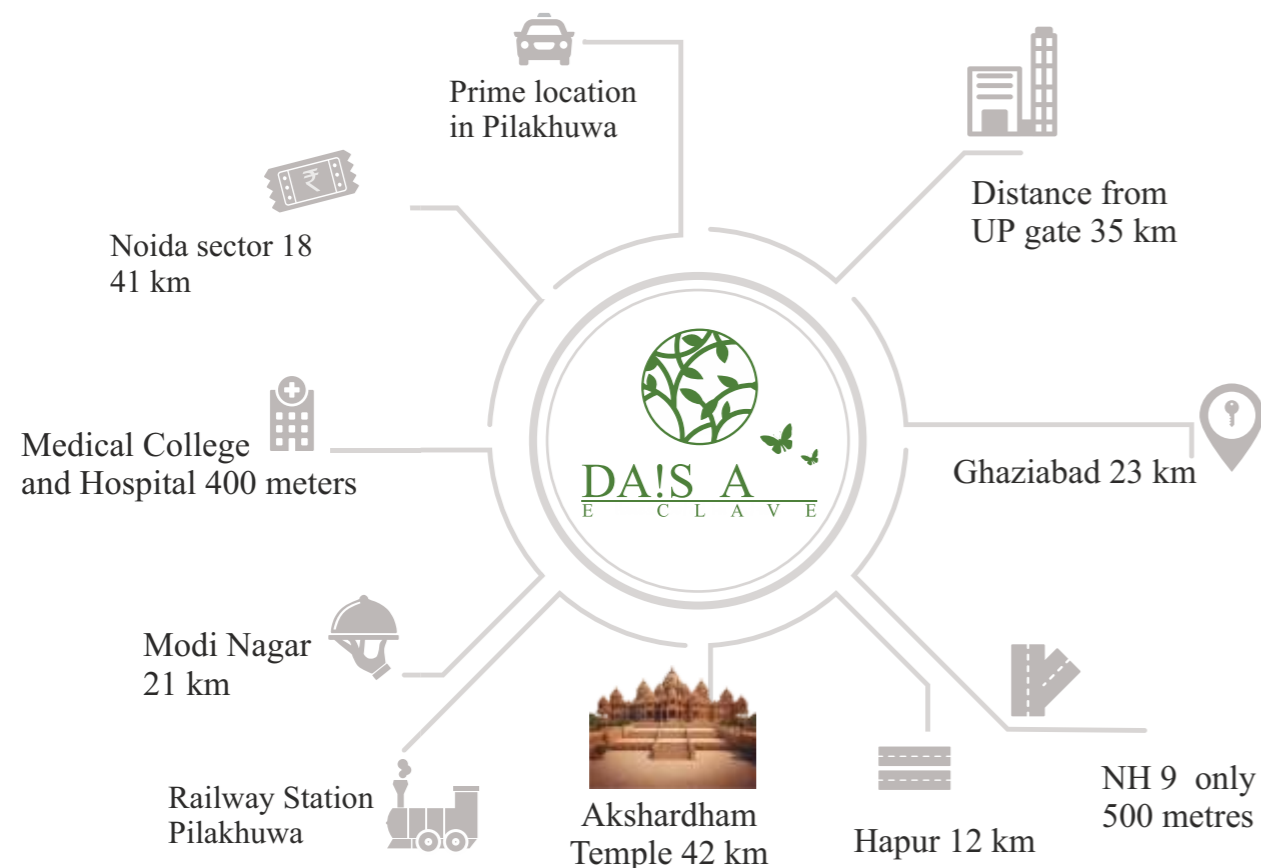 Prime location
in Pilakhuwa
Distance from
UP gate 35 km
Noida sector 18
41 km
₹
DA!S A
E CLAVE
Medical College
and Hospital 400 meters
Ghaziabad 23 km
Modi Nagar
21 km
Railway Station
Pilakhuwa
Akshardham
Temple 42 km
Hapur 12 km
NH 9 only
500 metres